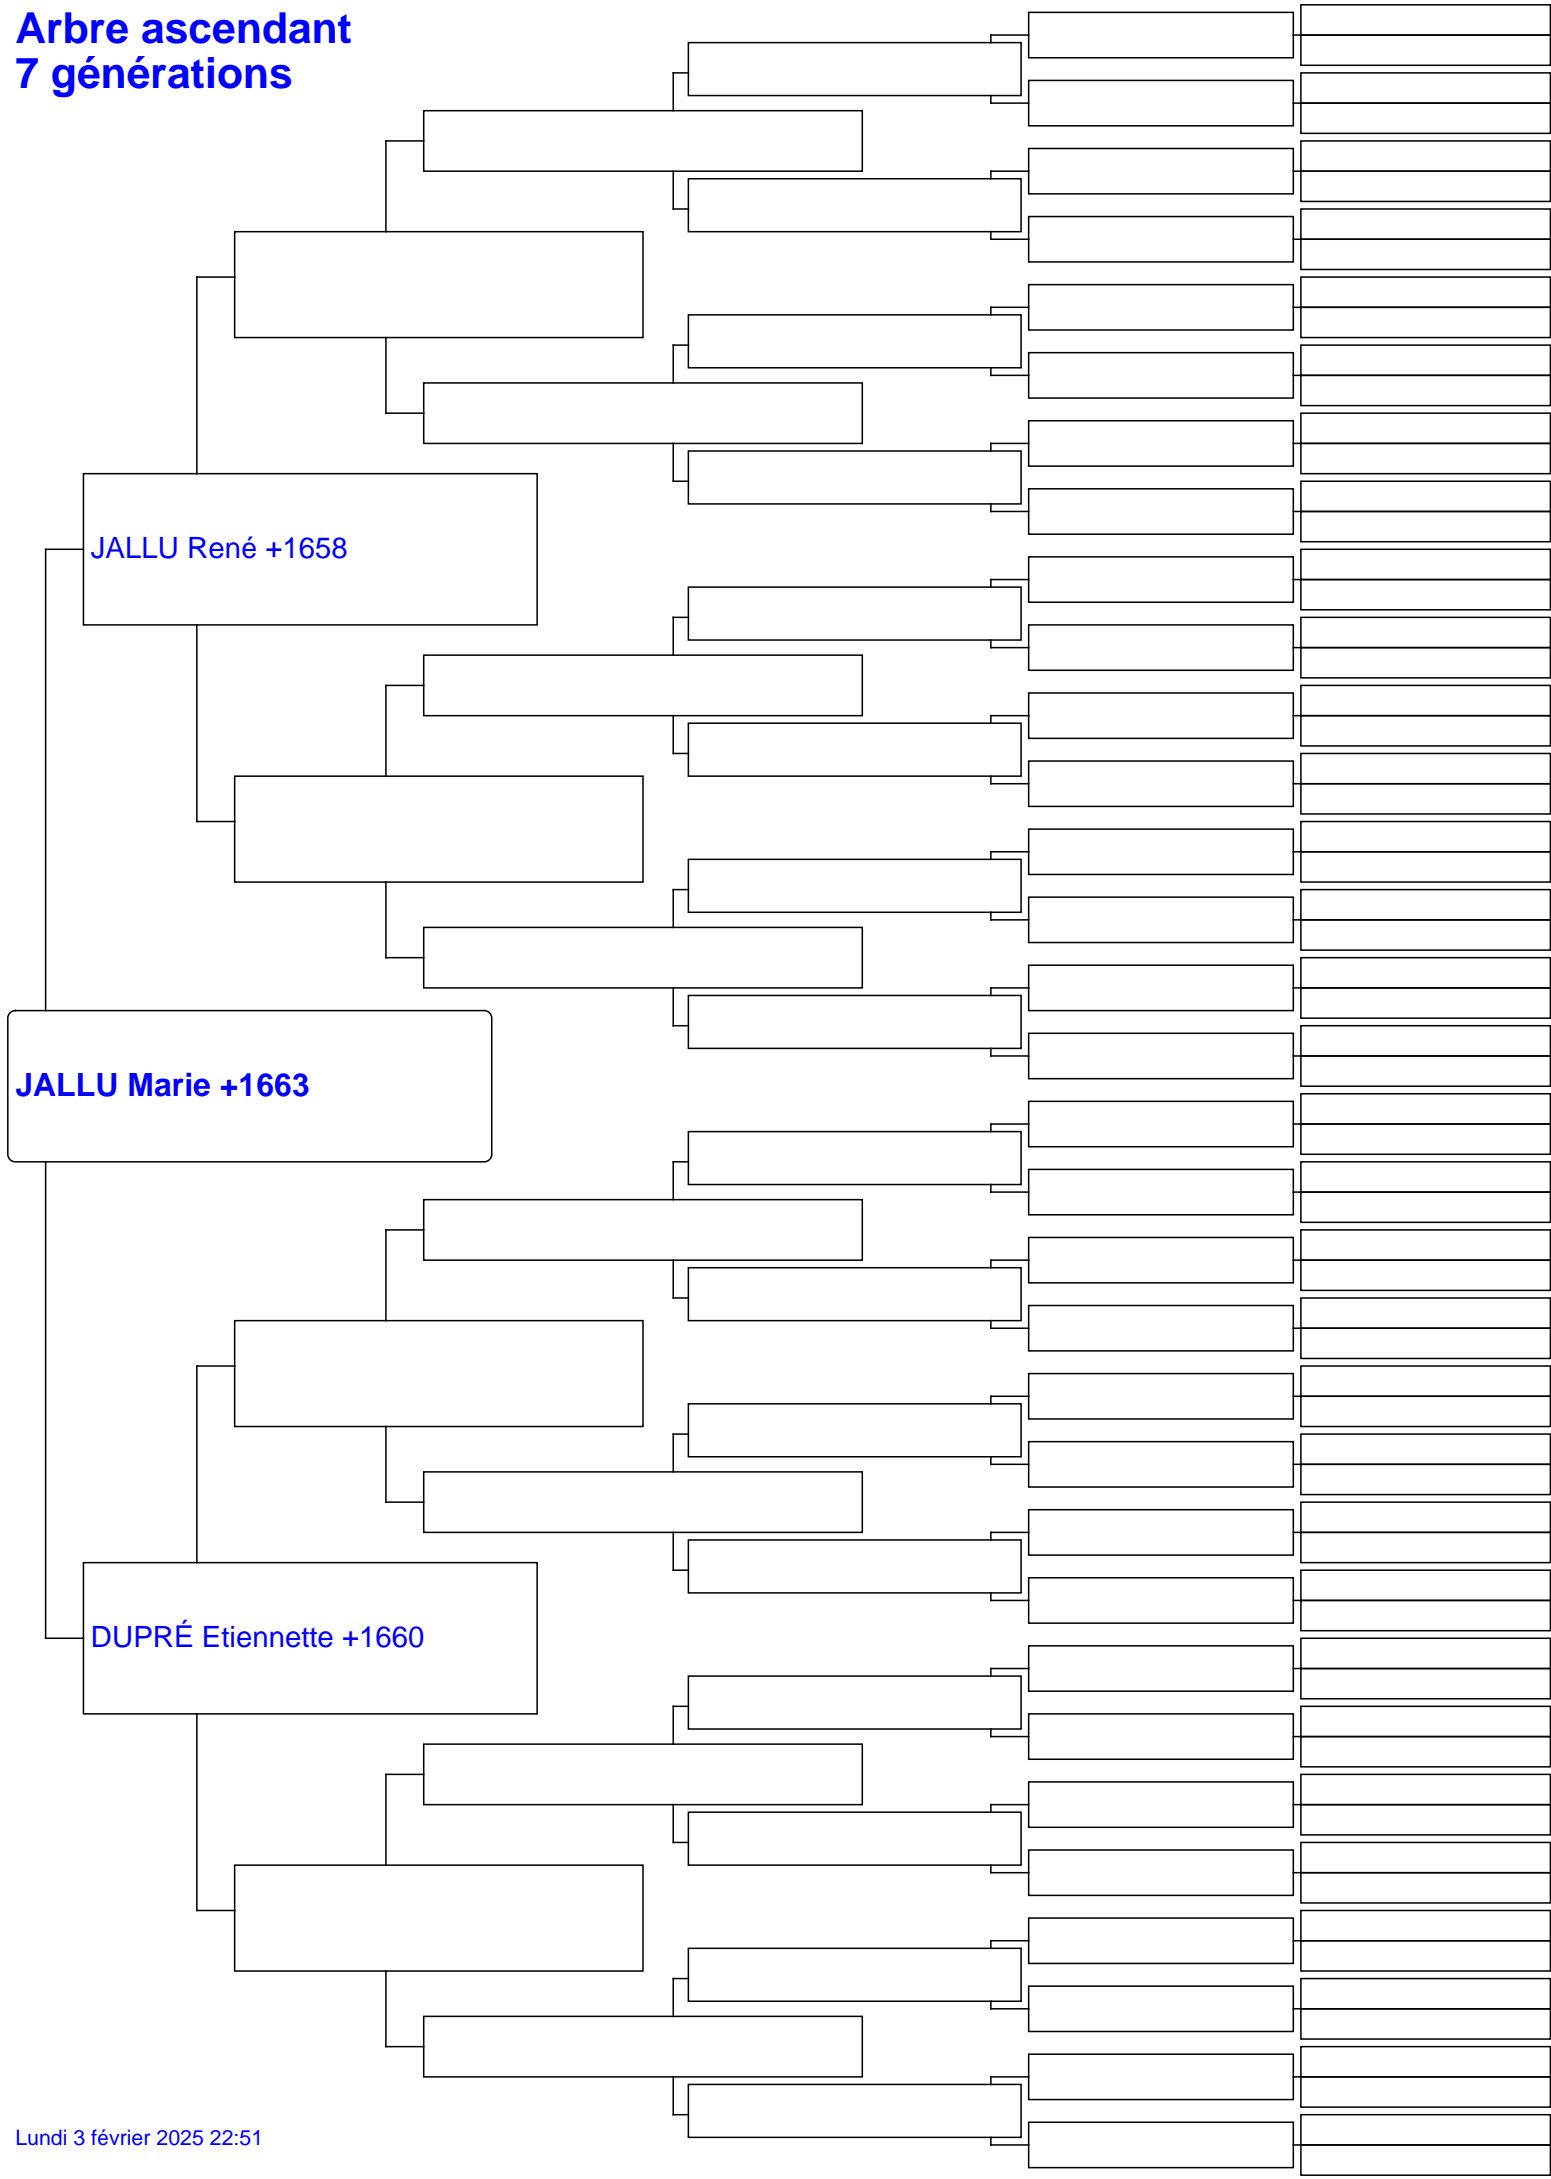 Arbre ascendant
7 générations
JALLU René +1658
JALLU Marie +1663
DUPRÉ Etiennette +1660
Lundi 3 février 2025 22:51